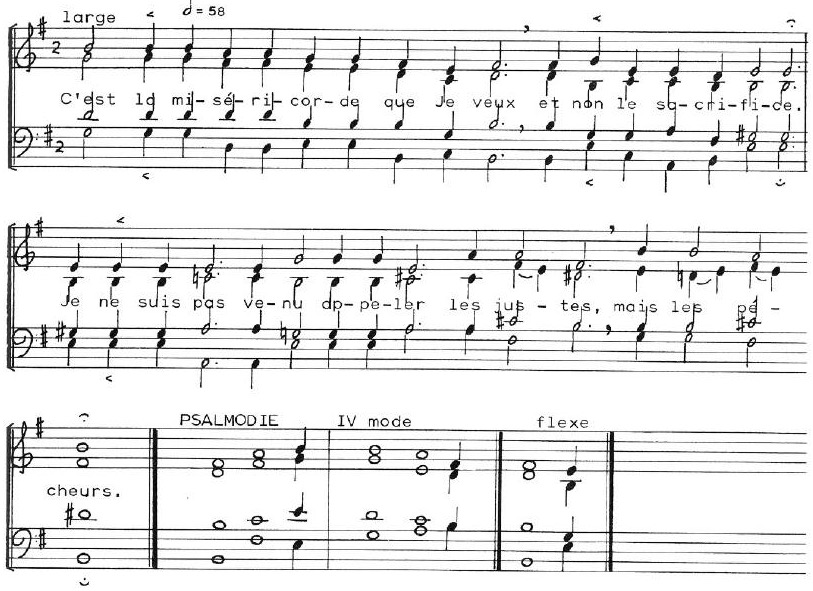 large 𝅗𝅥 = 58
C'est la mi-sé-ri-cor-de que Je veux et non le sa-cri-fi-ce.
Je ne suis pas ve-nu ap-pe-ler les jus-tes, mais les pé-
PSALMODIE IV mode flexe
cheurs.